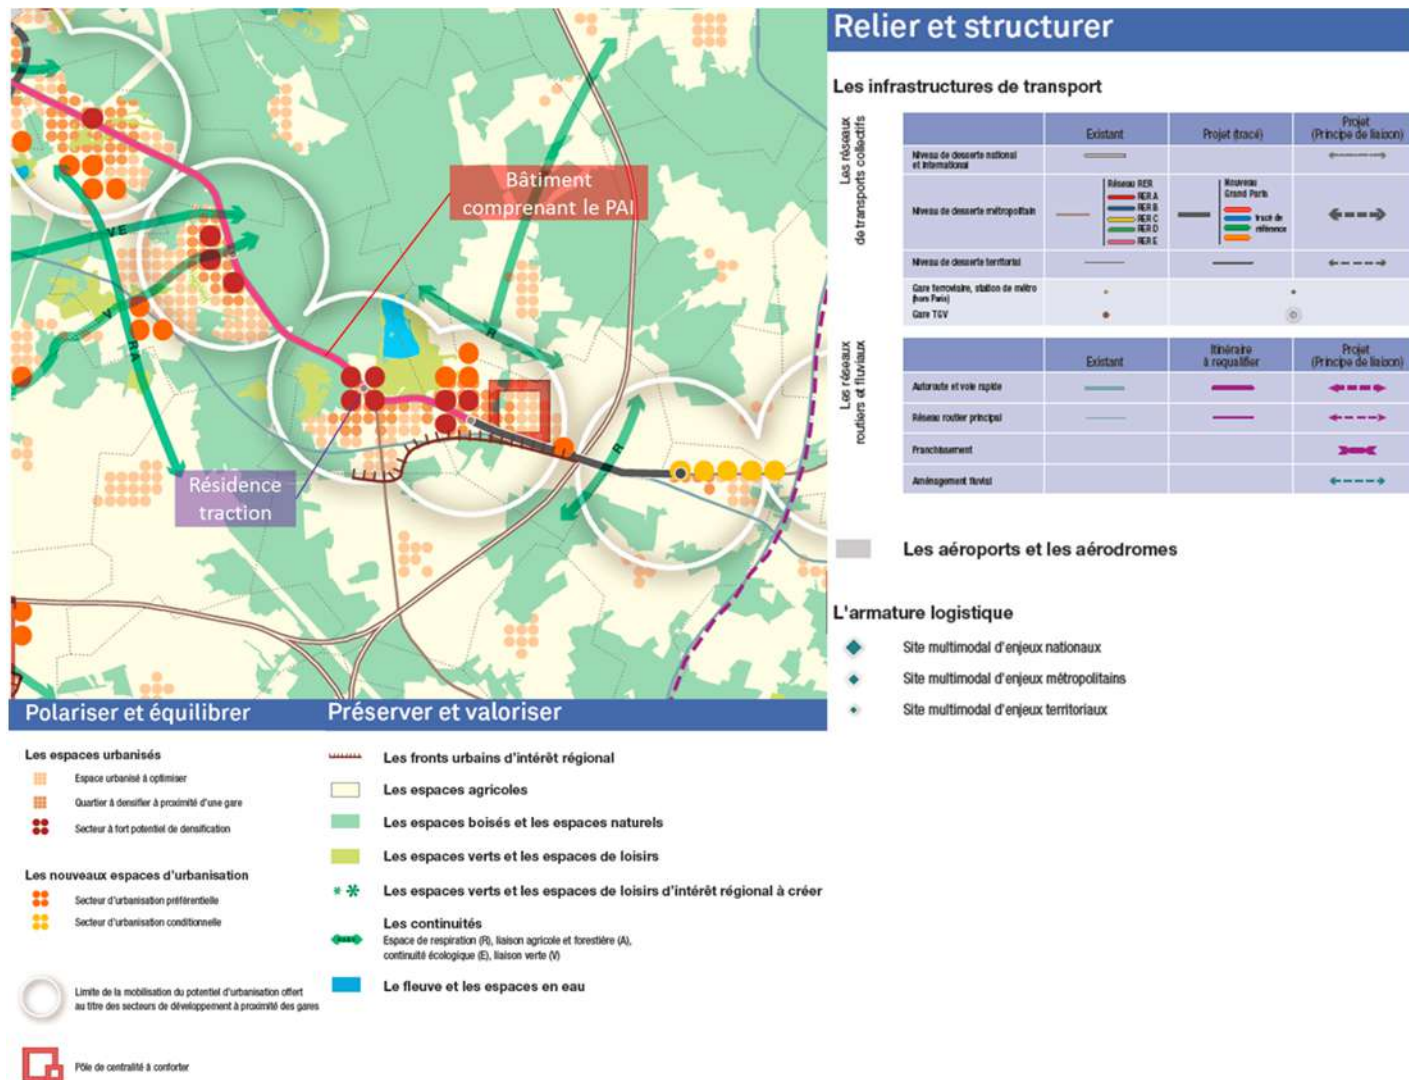 VE
V
RA
R
R
Bâtiment
comprenant le PAI
Résidence
traction
Relier et structurer
Les infrastructures de transport
Les réseaux
de transports collectifs
Existant
Projet (tracé)
Projet
(Principe de liaison)
Niveau de desserte national
et international
Niveau de desserte métropolitain
Réseau RER
RER A
RER B
RER C
RER D
RER E
Nouveau
Grand Paris
tracé de
référence
Niveau de desserte territorial
Gare ferroviaire, station de métro
(hors Paris)
Gare TGV
Les réseaux
routiers et fluviaux
Existant
Itinéraire
à requalifier
Projet
(Principe de liaison)
Autoroute et voie rapide
Réseau routier principal
Franchissement
Aménagement fluvial
Les aéroports et les aérodromes
L'armature logistique
Site multimodal d'enjeux nationaux
Site multimodal d'enjeux métropolitains
Site multimodal d'enjeux territoriaux
Polariser et équilibrer
Les espaces urbanisés
Espace urbanisé à optimiser
Quartier à densifier à proximité d'une gare
Secteur à fort potentiel de densification
Les nouveaux espaces d'urbanisation
Secteur d'urbanisation préférentielle
Secteur d'urbanisation conditionnelle
Limite de la mobilisation du potentiel d'urbanisation offert
au titre des secteurs de développement à proximité des gares
Pôle de centralité à conforter
Préserver et valoriser
Les fronts urbains d'intérêt régional
Les espaces agricoles
Les espaces boisés et les espaces naturels
Les espaces verts et les espaces de loisirs
Les espaces verts et les espaces de loisirs d'intérêt régional à créer
Les continuités
Espace de respiration (R), liaison agricole et forestière (A),
continuité écologique (E), liaison verte (V)
Le fleuve et les espaces en eau